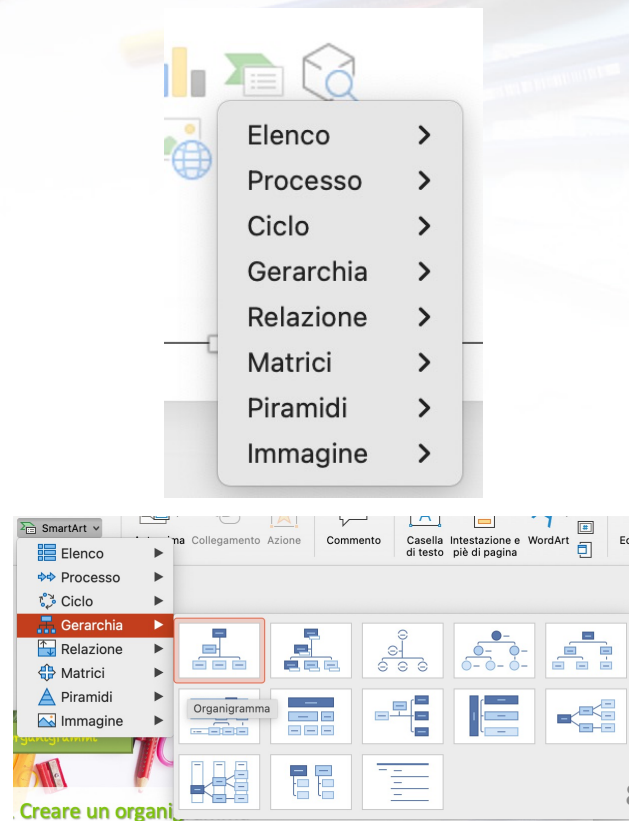 Elenco
Processo
Ciclo
Gerarchia
Relazione
Matrici
Piramidi
Immagine
SmartArt
Collegamento Azione Commento Casella di testo Intestazione e piè di pagina WordArt
Elenco
Processo
Ciclo
Gerarchia
Relazione
Matrici
Piramidi
Immagine
Organigramma
Creare un